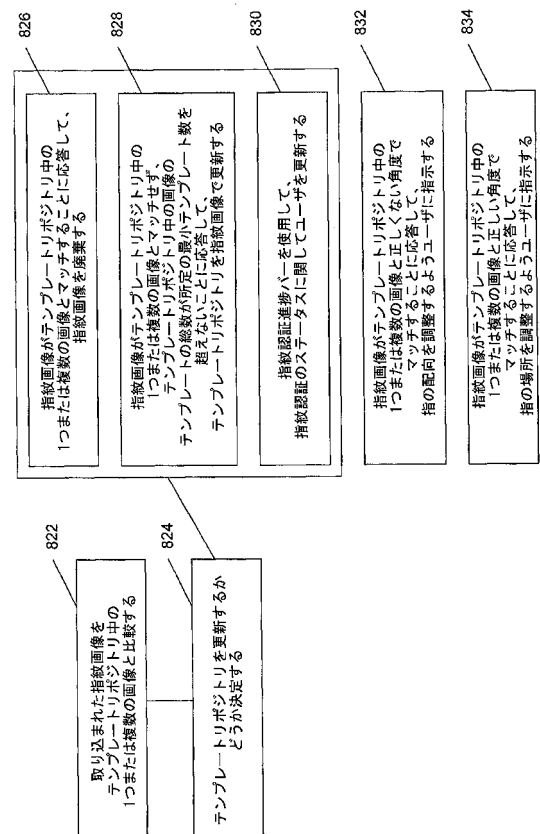 822
取り込まれた指紋画像を
テンプレートリポジトリ中の
1つまたは複数の画像と比較する
824
テンプレートリポジトリを更新するか
どうか決定する
826
指紋画像がテンプレートリポジトリ中の
1つまたは複数の画像とマッチすることに応答して、
指紋画像を廃棄する
828
指紋画像がテンプレートリポジトリ中の
1つまたは複数の画像とマッチせず、
テンプレートリポジトリ中の画像の
テンプレートの総数が所定の最小テンプレート数を
超えないことに応答して、
テンプレートリポジトリを指紋画像で更新する
830
指紋認証進捗バーを使用して、
指紋認証のステータスに関してユーザを更新する
832
指紋画像がテンプレートリポジトリ中の
1つまたは複数の画像と正しくない角度で
マッチすることに応答して、
指の配向を調整するようユーザに指示する
834
指紋画像がテンプレートリポジトリ中の
1つまたは複数の画像と正しい角度で
マッチすることに応答して、
指の場所を調整するようユーザに指示する